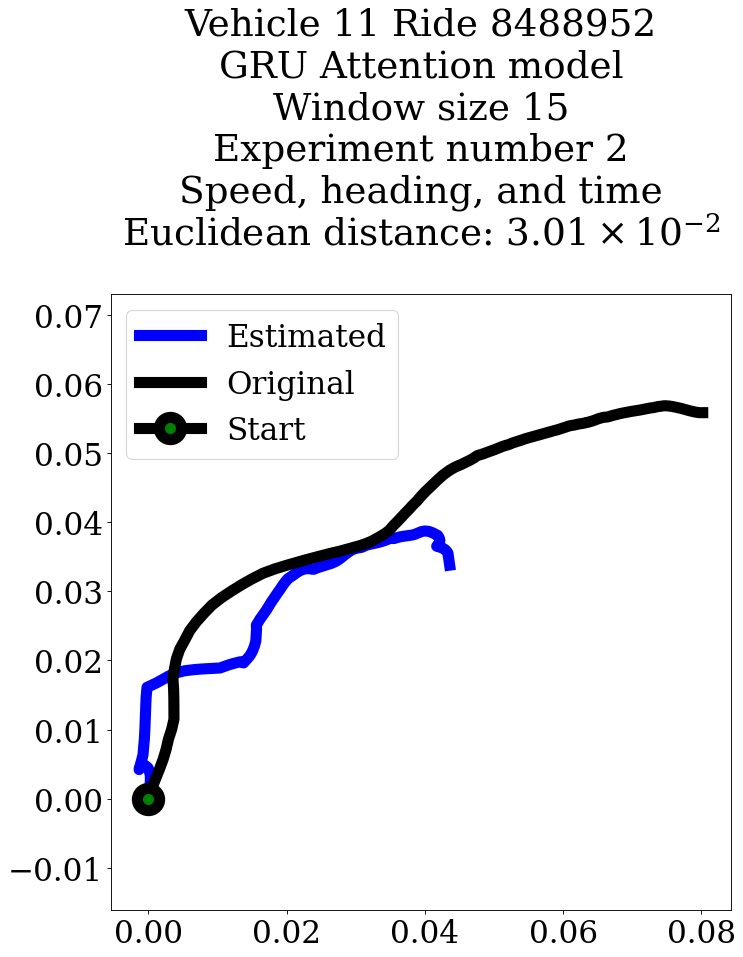 Vehicle 11 Ride 8488952
GRU Attention model
Window size 15
Experiment number 2
Speed, heading, and time
Euclidean distance: 3.01 × 10⁻²
Estimated
Original
Start
0.07
0.06
0.05
0.04
0.03
0.02
0.01
0.00
−0.01
0.00 0.02 0.04 0.06 0.08